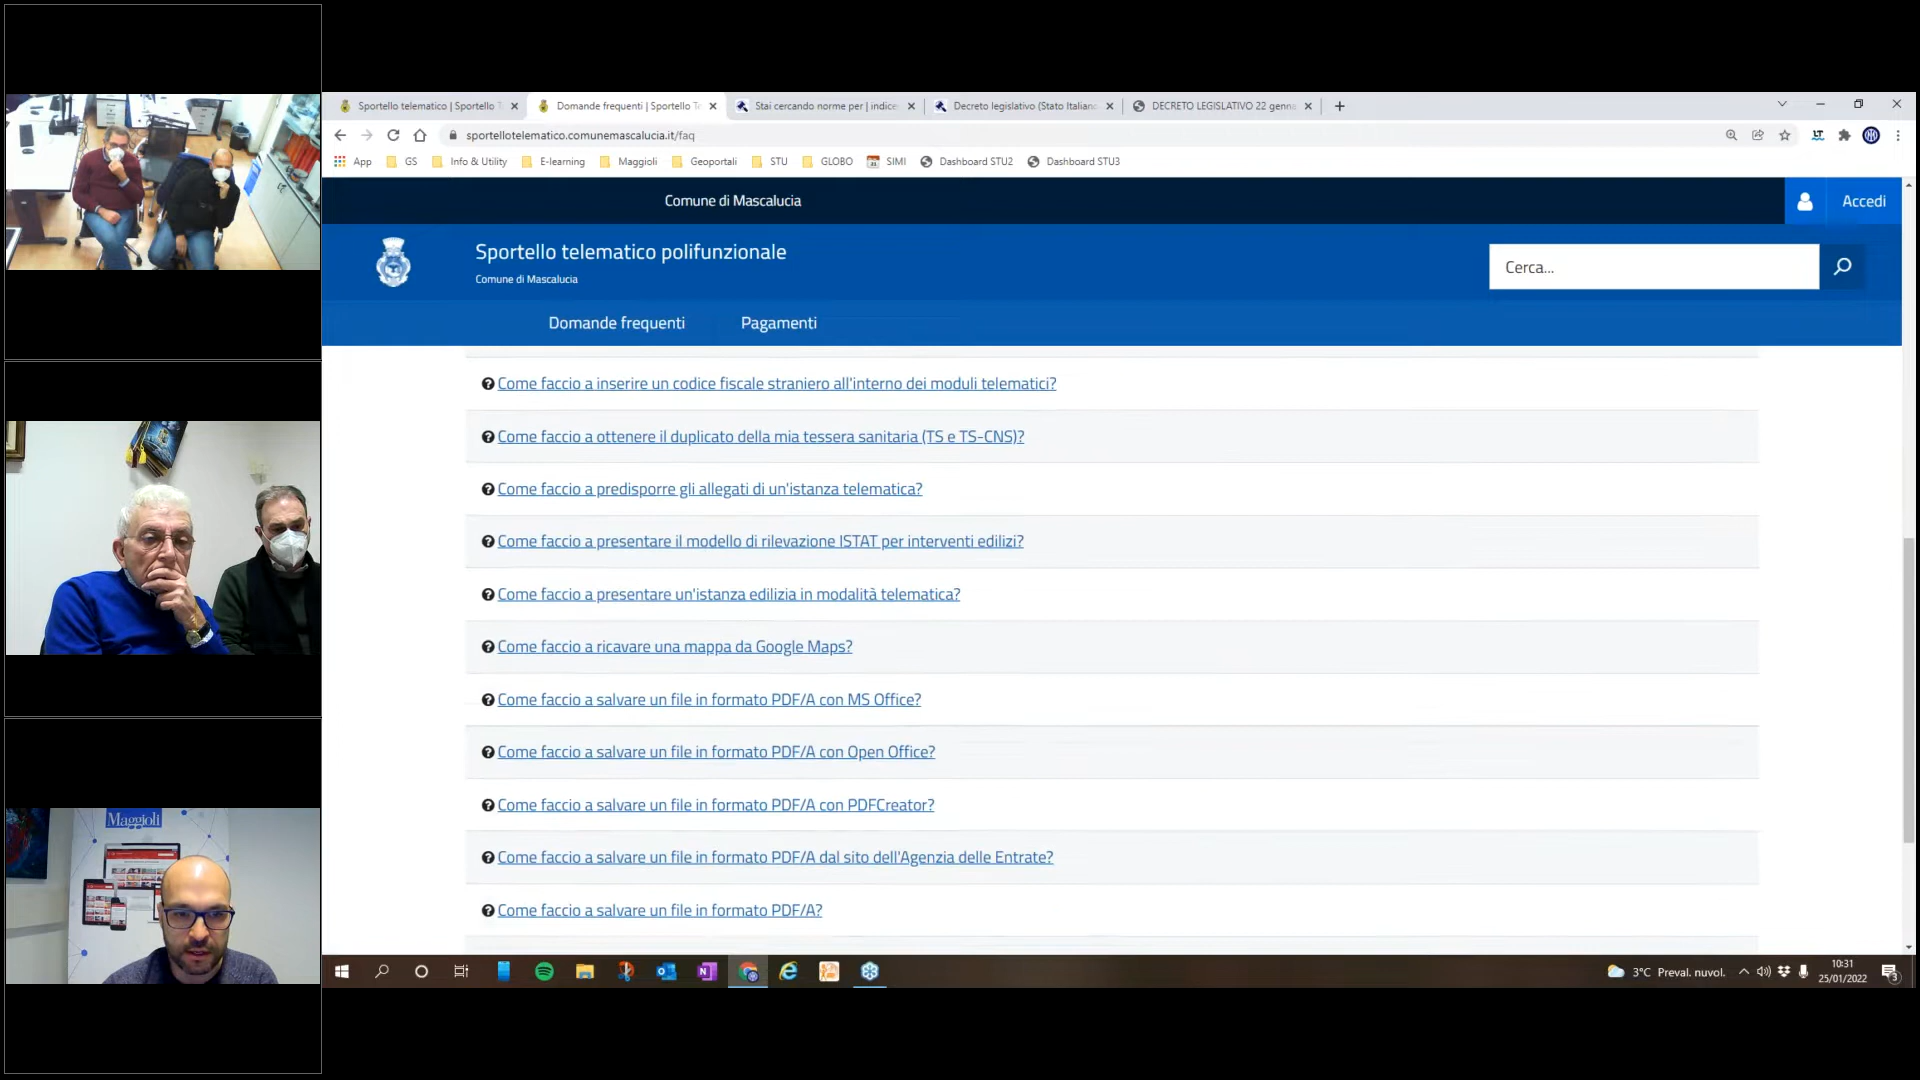 Sportello telematico | Sportello T
Domande frequenti | Sportello Te
Stai cercando norme per | indice
Decreto legislativo (Stato Italiano
DECRETO LEGISLATIVO 22 genna
sportellotelematico.comunemascalucia.it/faq
App
GS
Info & Utility
E-learning
Maggioli
Geoportali
STU
GLOBO
SIMI
Dashboard STU2
Dashboard STU3
Comune di Mascalucia
Accedi
Sportello telematico polifunzionale
Comune di Mascalucia
Cerca...
Domande frequenti
Pagamenti
Come faccio a inserire un codice fiscale straniero all'interno dei moduli telematici?
Come faccio a ottenere il duplicato della mia tessera sanitaria (TS e TS-CNS)?
Come faccio a predisporre gli allegati di un'istanza telematica?
Come faccio a presentare il modello di rilevazione ISTAT per interventi edilizi?
Come faccio a presentare un'istanza edilizia in modalità telematica?
Come faccio a ricavare una mappa da Google Maps?
Come faccio a salvare un file in formato PDF/A con MS Office?
Come faccio a salvare un file in formato PDF/A con Open Office?
Come faccio a salvare un file in formato PDF/A con PDFCreator?
Come faccio a salvare un file in formato PDF/A dal sito dell'Agenzia delle Entrate?
Come faccio a salvare un file in formato PDF/A?
3°C Preval. nuvol.
10:31
25/01/2022
3
Maggioli